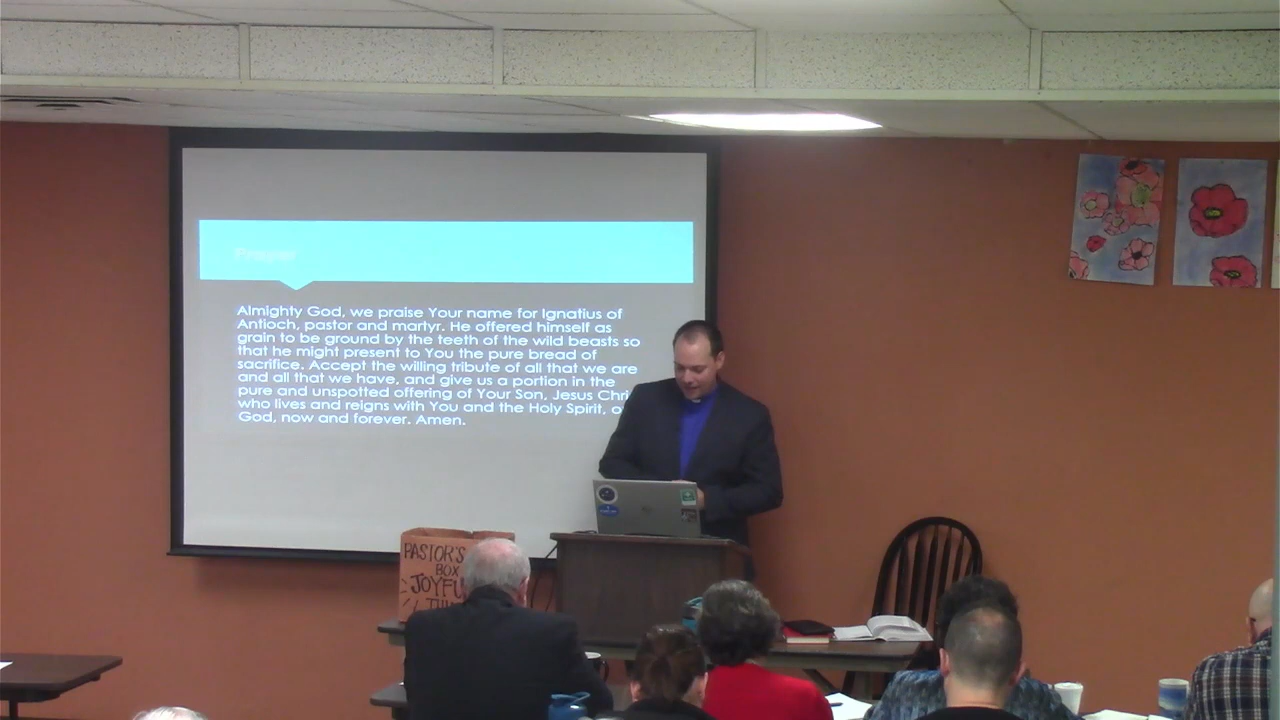 Prayer
Almighty God, we praise Your name for Ignatius of
Antioch, pastor and martyr. He offered himself as
grain to be ground by the teeth of the wild beasts so
that he might present to You the pure bread of
sacrifice. Accept the willing tribute of all that we are
and all that we have, and give us a portion in the
pure and unspotted offering of Your Son, Jesus Chri
who lives and reigns with You and the Holy Spirit, o
God, now and forever. Amen.
PASTOR'S
BOX
JOYFU